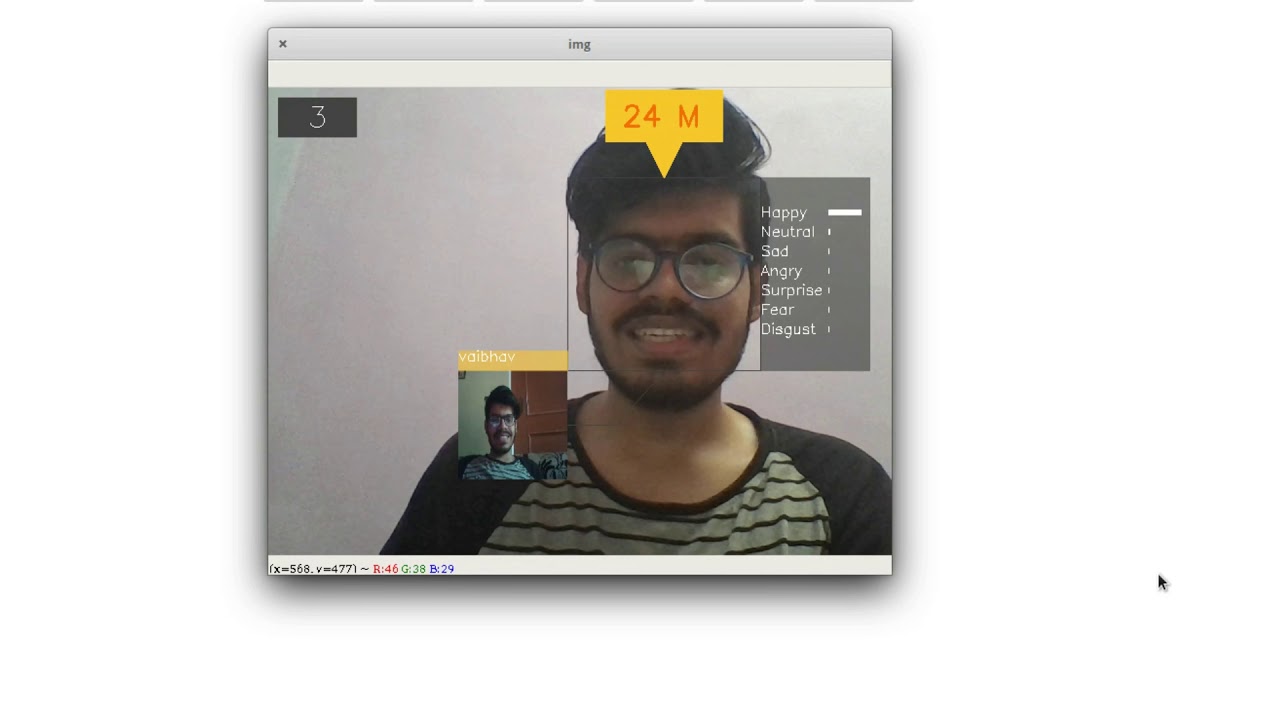 img
3
24 M
Happy
Neutral
Sad
Angry
Surprise
Fear
Disgust
vaibhav
(x=568, y=477) ~ R:46 G:38 B:29